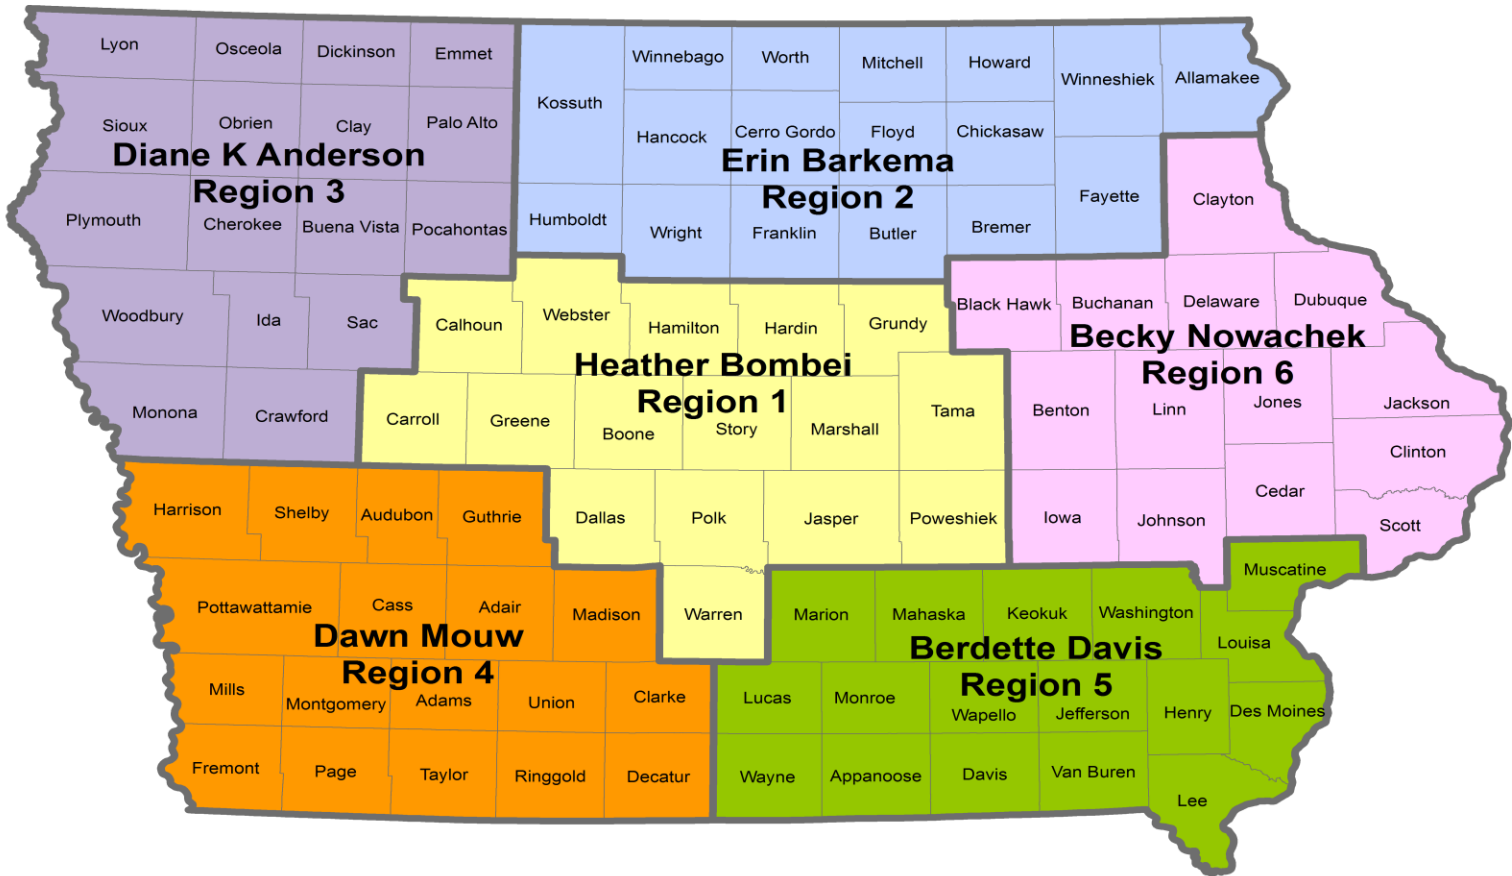 Lyon
Osceola
Dickinson
Emmet
Sioux
Obrien
Clay
Palo Alto
Diane K Anderson
Region 3
Plymouth
Cherokee
Buena Vista
Pocahontas
Woodbury
Ida
Sac
Monona
Crawford
Kossuth
Winnebago
Worth
Mitchell
Howard
Winneshiek
Allamakee
Hancock
Cerro Gordo
Floyd
Chickasaw
Erin Barkema
Region 2
Fayette
Humboldt
Wright
Franklin
Butler
Bremer
Clayton
Black Hawk
Buchanan
Delaware
Dubuque
Becky Nowachek
Region 6
Benton
Linn
Jones
Jackson
Clinton
Cedar
Iowa
Johnson
Scott
Calhoun
Webster
Hamilton
Hardin
Grundy
Heather Bombei
Region 1
Carroll
Greene
Boone
Story
Marshall
Tama
Dallas
Polk
Jasper
Poweshiek
Warren
Harrison
Shelby
Audubon
Guthrie
Pottawattamie
Cass
Adair
Madison
Dawn Mouw
Region 4
Mills
Montgomery
Adams
Union
Clarke
Fremont
Page
Taylor
Ringgold
Decatur
Muscatine
Marion
Mahaska
Keokuk
Washington
Louisa
Berdette Davis
Region 5
Lucas
Monroe
Wapello
Jefferson
Henry
Des Moines
Wayne
Appanoose
Davis
Van Buren
Lee